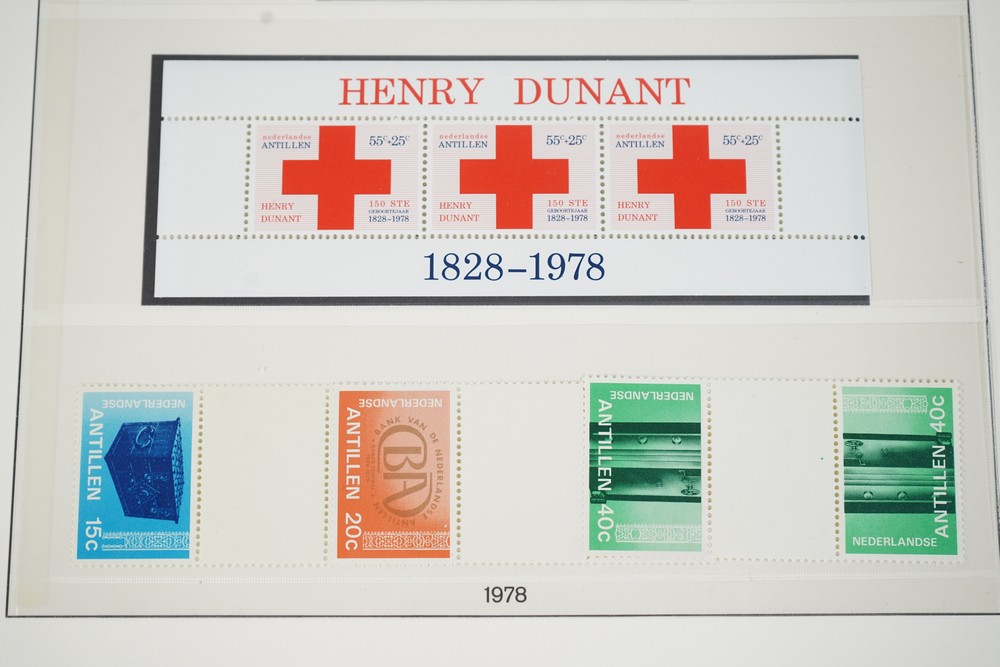 HENRY DUNANT
nederlandse
ANTILLEN
55c+25c
HENRY
DUNANT
150 STE
GEBOORTEJAAR
1828-1978
nederlandse
ANTILLEN
55c+25c
HENRY
DUNANT
150 STE
GEBOORTEJAAR
1828-1978
nederlandse
ANTILLEN
55c+25c
HENRY
DUNANT
150 STE
GEBOORTEJAAR
1828-1978
1828-1978
NEDERLANDSE
ANTILLEN 15c
NEDERLANDSE
ANTILLEN 20c
BANK VAN DE NEDERLANDSE ANTILLEN
NEDERLANDSE
ANTILLEN 40c
NEDERLANDSE
ANTILLEN 40c
1978